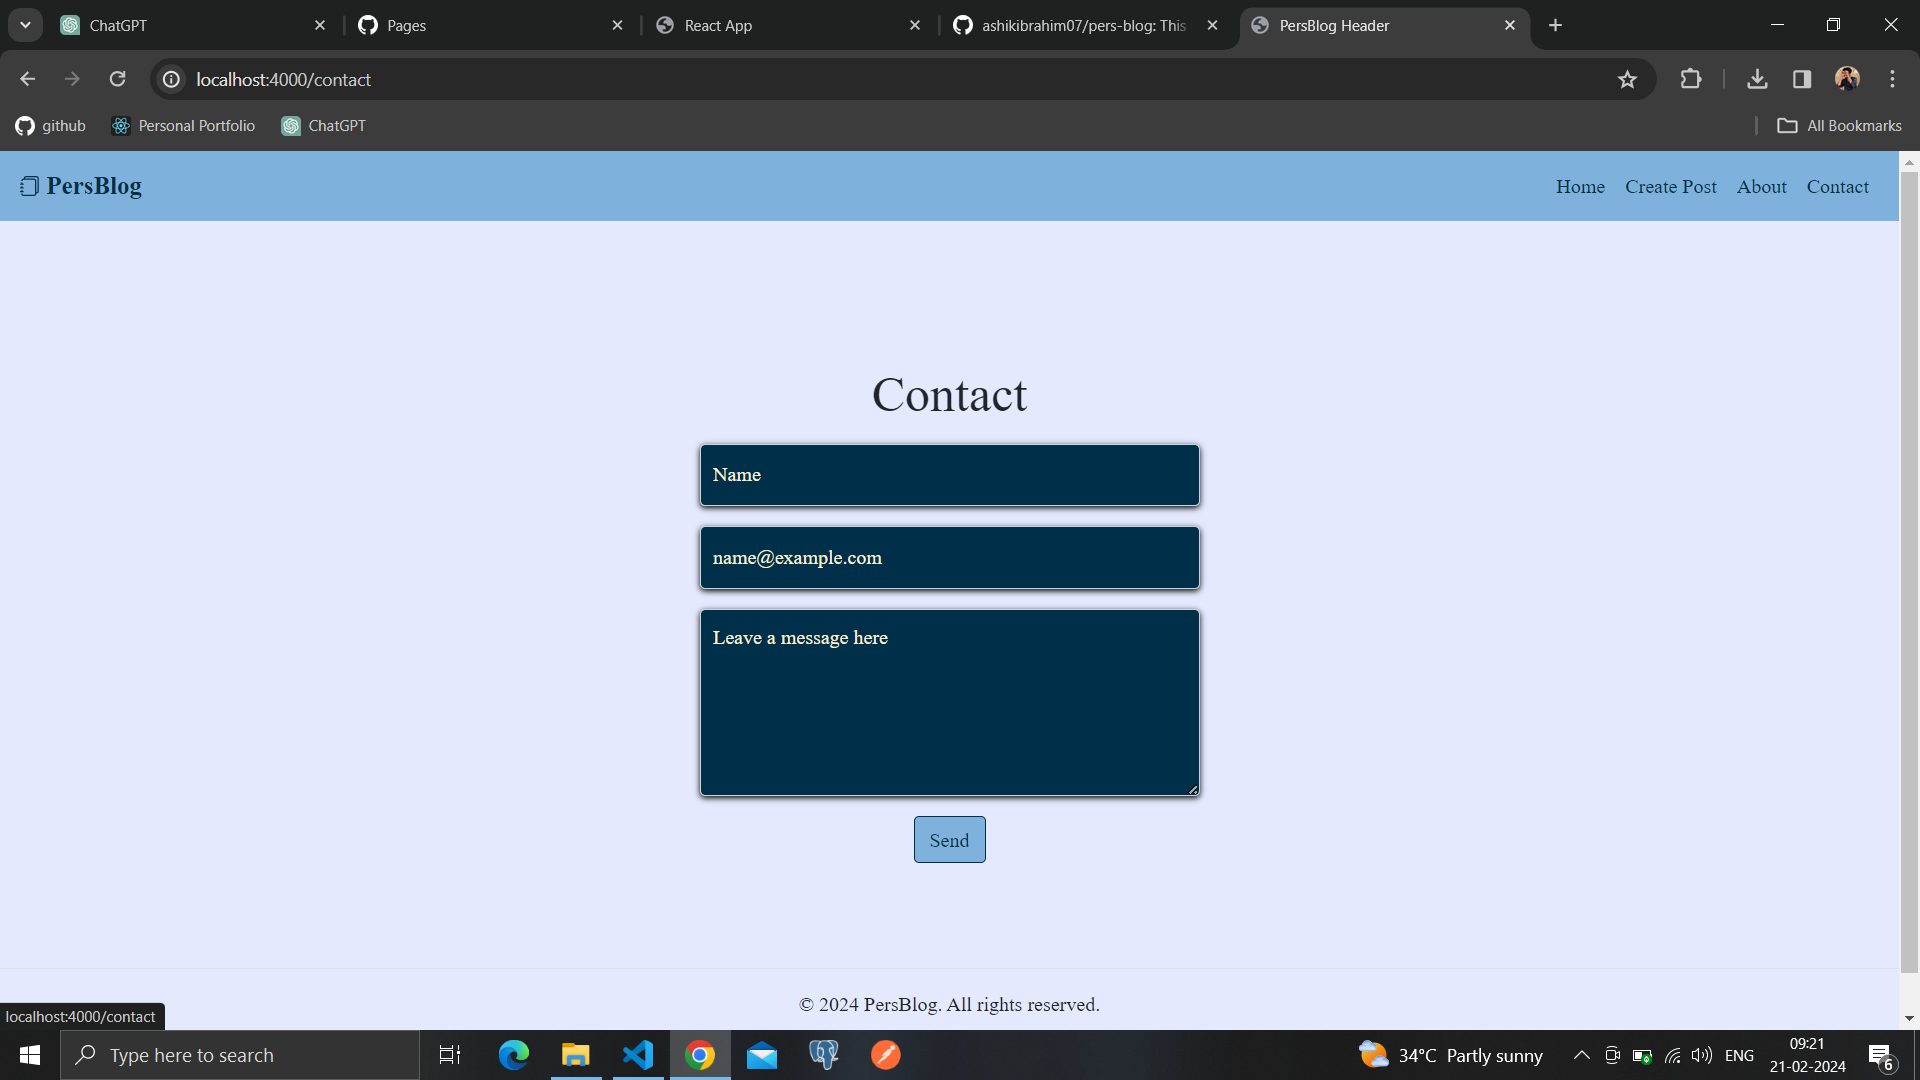 ChatGPT
Pages
React App
ashikibrahim07/pers-blog: This
PersBlog Header
localhost:4000/contact
github
Personal Portfolio
ChatGPT
All Bookmarks
PersBlog
Home
Create Post
About
Contact
Contact
Name
name@example.com
Leave a message here
Send
© 2024 PersBlog. All rights reserved.
localhost:4000/contact
Type here to search
34°C Partly sunny
ENG
09:21
21-02-2024
6